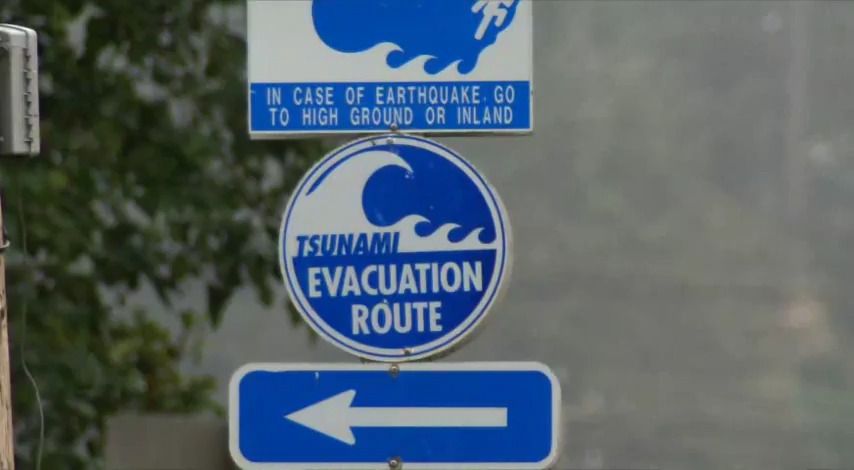 IN CASE OF EARTHQUAKE, GO
TO HIGH GROUND OR INLAND
TSUNAMI
EVACUATION
ROUTE